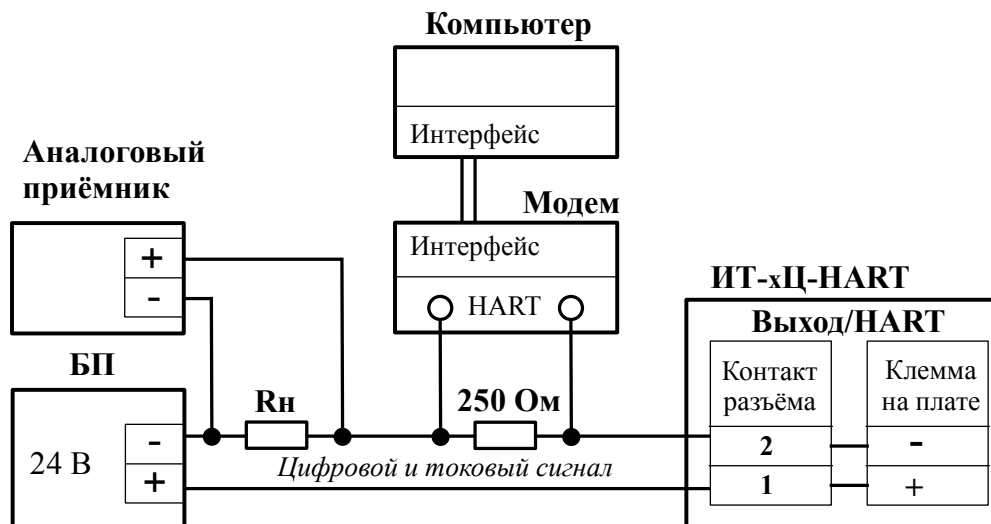 Компьютер
Интерфейс
Аналоговый
приёмник
+
-
Модем
Интерфейс
HART
ИТ-хЦ-HART
Выход/HART
Контакт
разъёма
Клемма
на плате
2
-
1
+
БП
24 В
-
+
Rн
250 Ом
Цифровой и токовый сигнал